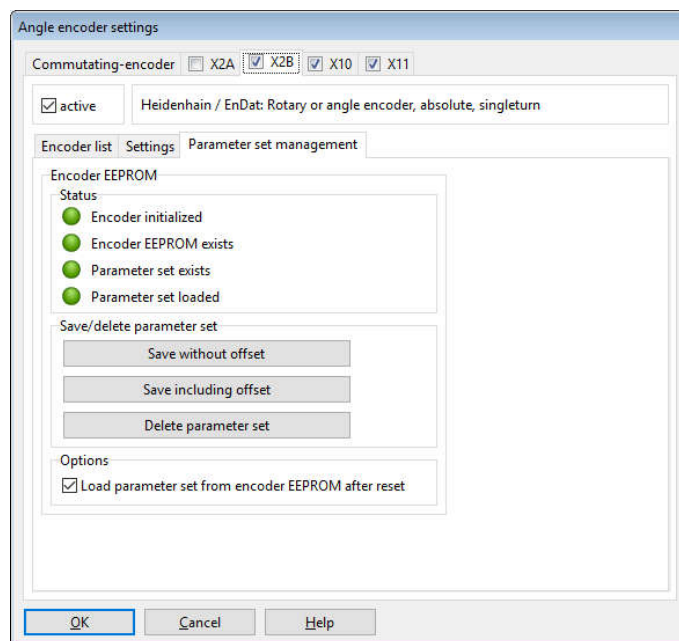 Angle encoder settings
Commutating-encoder X2A X2B X10 X11
active Heidenhain / EnDat: Rotary or angle encoder, absolute, singleturn
Encoder list Settings Parameter set management
Encoder EEPROM
Status
Encoder initialized
Encoder EEPROM exists
Parameter set exists
Parameter set loaded
Save/delete parameter set
Save without offset
Save including offset
Delete parameter set
Options
Load parameter set from encoder EEPROM after reset
OK Cancel Help